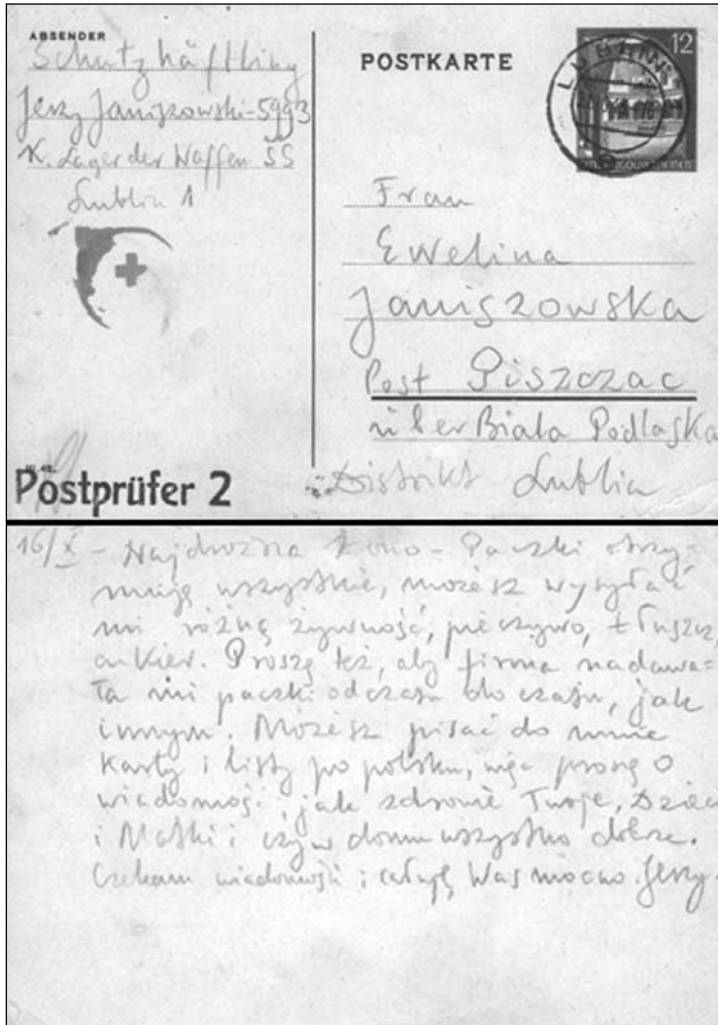 ABSENDER
Schutzhäftling
Jerzy Janiszowski-5993
K. Lager der Waffen SS
Lublin 1
Postprüfer 2
POSTKARTE
12
LUBLIN
Frau
Ewelina
Janiszowska
Post Piszczac
über Biała Podlaska
Distrikt Lublin
16/X - Najdroższa Żono - Paczki otrzy-
muję wszystkie, możesz wysyłać
mi różną żywność, pieczywo, tłuszcz,
cukier. Proszę też, aby firma nadawa=
ła mi paczki od czasu do czasu, jak
innym. Możesz pisać do mnie
karty i listy po polsku, więc proszę o
wiadomość, jak zdrowie Twoje, Dzieci
i Matki i czy w domu wszystko dobrze.
Czekam wiadomości i całuję Was mocno. Jerzy.